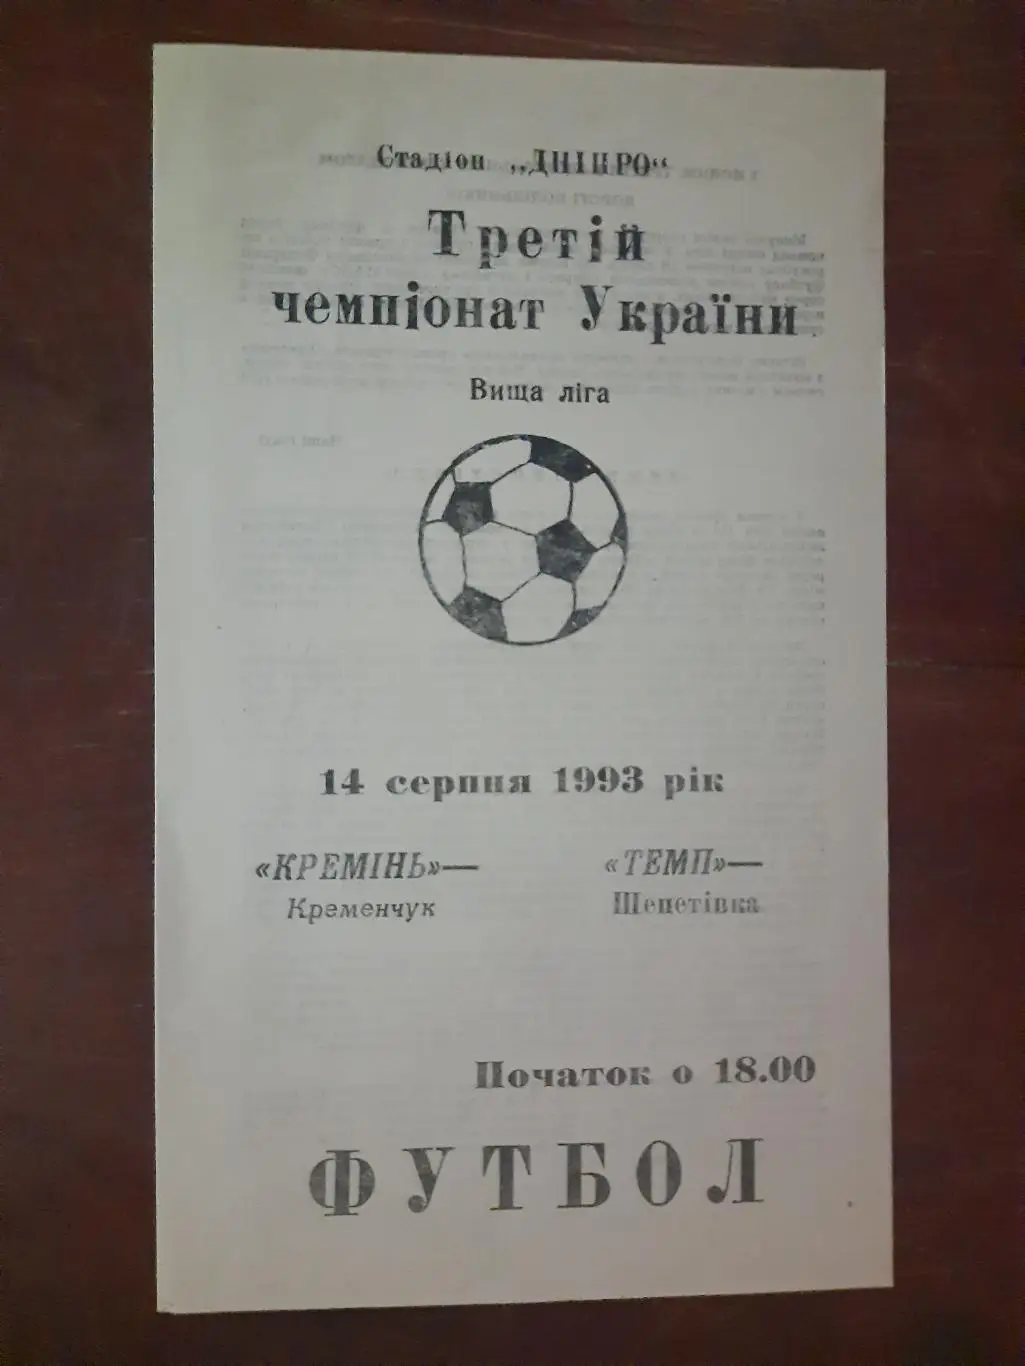 Стадіон „ДНІПРО“
Третій
чемпіонат України
Вища ліга
14 серпня 1993 рік
«КРЕМІНЬ»— «ТЕМП»—
Кременчук Шепетівка
Початок о 18.00
ФУТБОЛ